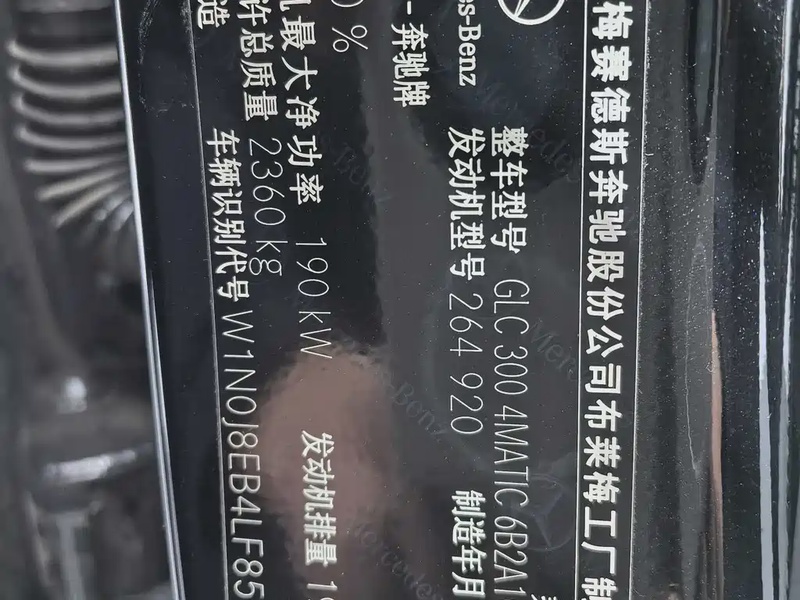 梅赛德斯奔驰股份公司布莱梅工厂制
整车型号 GLC 300 4MATIC 6B2A1
es-Benz 发动机型号 264 920 制造年月
- 奔驰牌
0 %
机最大净功率 190 kW 发动机排量 19
许总质量 2360 kg
造 车辆识别代号 W1N0J8EB4LF85